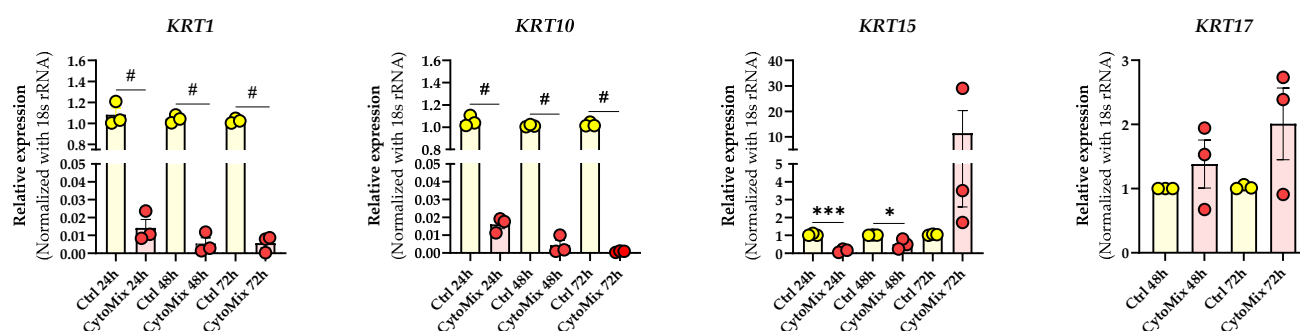 KRT1
Relative expression
(Normalized with 18s rRNA)
1.6
1.4
1.2
1.0
0.8
0.05
0.04
0.03
0.02
0.01
0.00
#
#
#
Ctrl 24h
CytoMix 24h
Ctrl 48h
CytoMix 48h
Ctrl 72h
CytoMix 72h
KRT10
Relative expression
(Normalized with 18s rRNA)
1.6
1.4
1.2
1.0
0.8
0.05
0.04
0.03
0.02
0.01
0.00
#
#
#
Ctrl 24h
CytoMix 24h
Ctrl 48h
CytoMix 48h
Ctrl 72h
CytoMix 72h
KRT15
Relative expression
(Normalized with 18s rRNA)
40
30
20
10
5
4
3
2
1
0
***
*
Ctrl 24h
CytoMix 24h
Ctrl 48h
CytoMix 48h
Ctrl 72h
CytoMix 72h
KRT17
Relative expression
(Normalized with 18s rRNA)
3
2
1
0
Ctrl 48h
CytoMix 48h
Ctrl 72h
CytoMix 72h